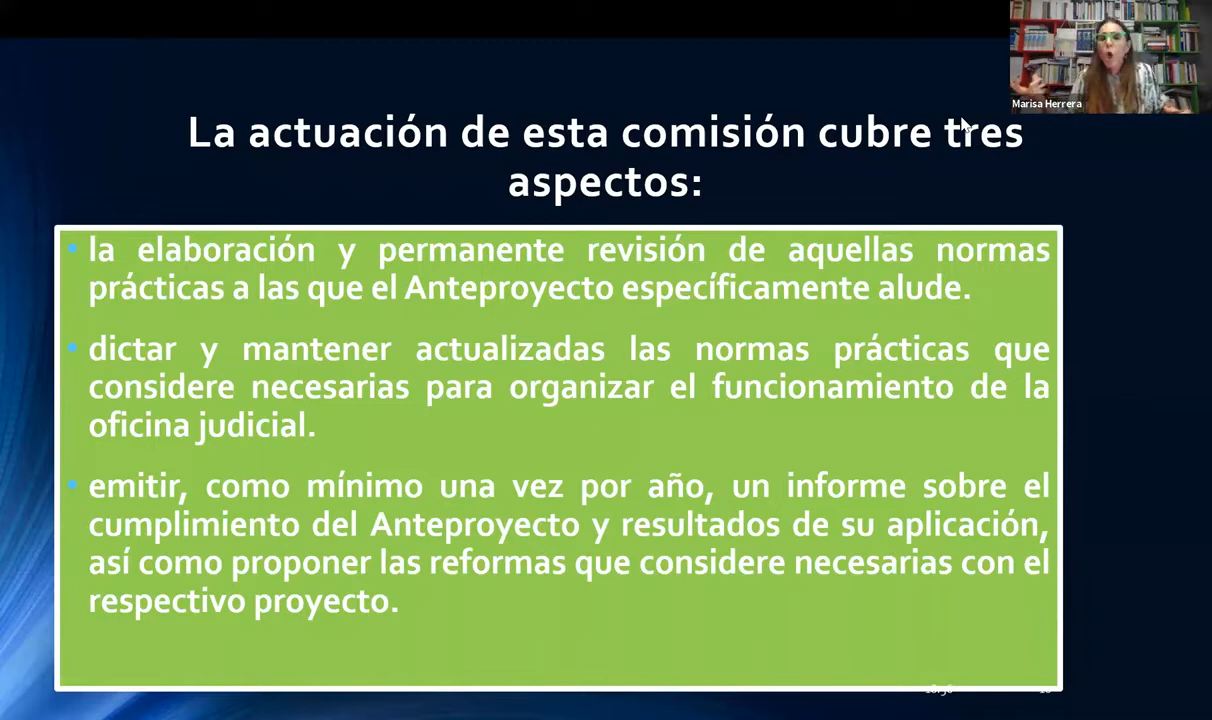 Marisa Herrera
La actuación de esta comisión cubre tres
aspectos:
• la elaboración y permanente revisión de aquellas normas
prácticas a las que el Anteproyecto específicamente alude.
• dictar y mantener actualizadas las normas prácticas que
considere necesarias para organizar el funcionamiento de la
oficina judicial.
• emitir, como mínimo una vez por año, un informe sobre el
cumplimiento del Anteproyecto y resultados de su aplicación,
así como proponer las reformas que considere necesarias con el
respectivo proyecto.